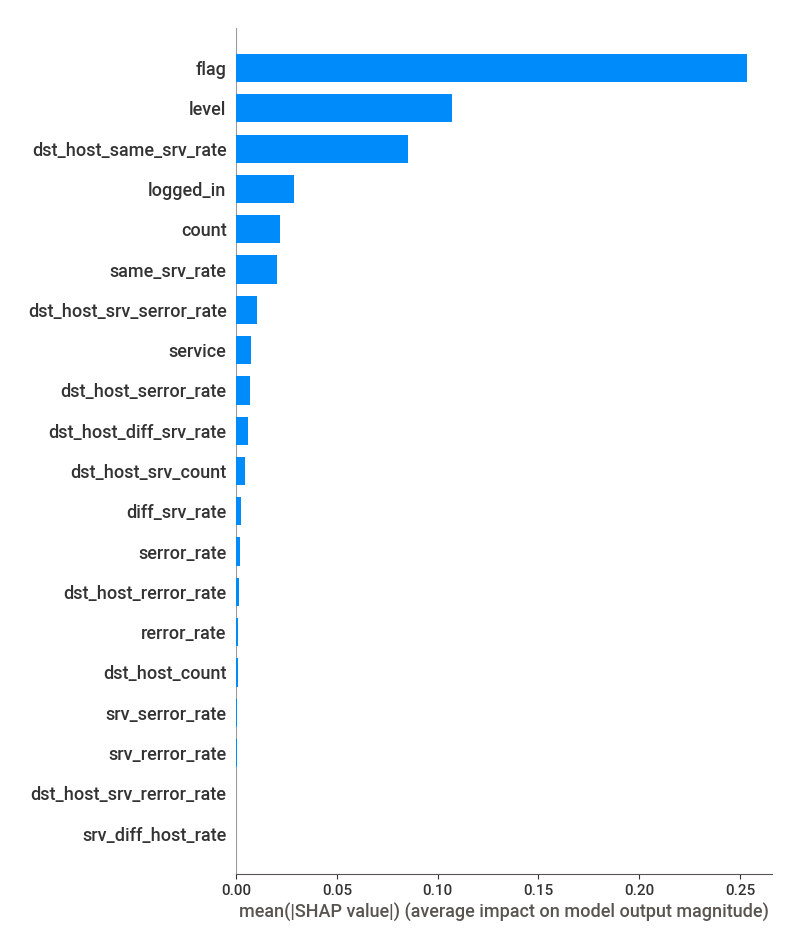 flag
level
dst_host_same_srv_rate
logged_in
count
same_srv_rate
dst_host_srv_serror_rate
service
dst_host_serror_rate
dst_host_diff_srv_rate
dst_host_srv_count
diff_srv_rate
serror_rate
dst_host_rerror_rate
rerror_rate
dst_host_count
srv_serror_rate
srv_rerror_rate
dst_host_srv_rerror_rate
srv_diff_host_rate
0.00 0.05 0.10 0.15 0.20 0.25
mean(|SHAP value|) (average impact on model output magnitude)